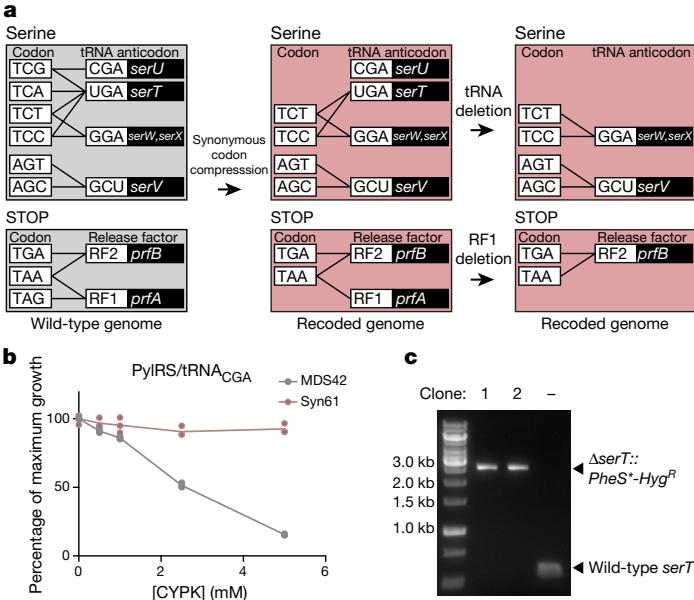 a
Serine
Codon tRNA anticodon
TCG CGA serU
TCA UGA serT
TCT
TCC GGA serW,serX
AGT
AGC GCU serV
STOP
Codon Release factor
TGA RF2 prfB
TAA
TAG RF1 prfA
Wild-type genome
Synonymous
codon
compresssion
Serine
Codon tRNA anticodon
CGA serU
UGA serT
TCT
TCC GGA serW,serX
AGT
AGC GCU serV
STOP
Codon Release factor
TGA RF2 prfB
TAA
RF1 prfA
Recoded genome
tRNA
deletion
RF1
deletion
Serine
Codon tRNA anticodon
TCT
TCC GGA serW,serX
AGT
AGC GCU serV
STOP
Codon Release factor
TGA RF2 prfB
TAA
Recoded genome
b
PylRS/tRNACGA
MDS42
Syn61
Percentage of maximum growth
100
50
0
0 2 4 6
[CYPK] (mM)
c
Clone: 1 2 –
3.0 kb
2.0 kb
1.5 kb
1.0 kb
ΔserT::
PheS*-HygR
Wild-type serT